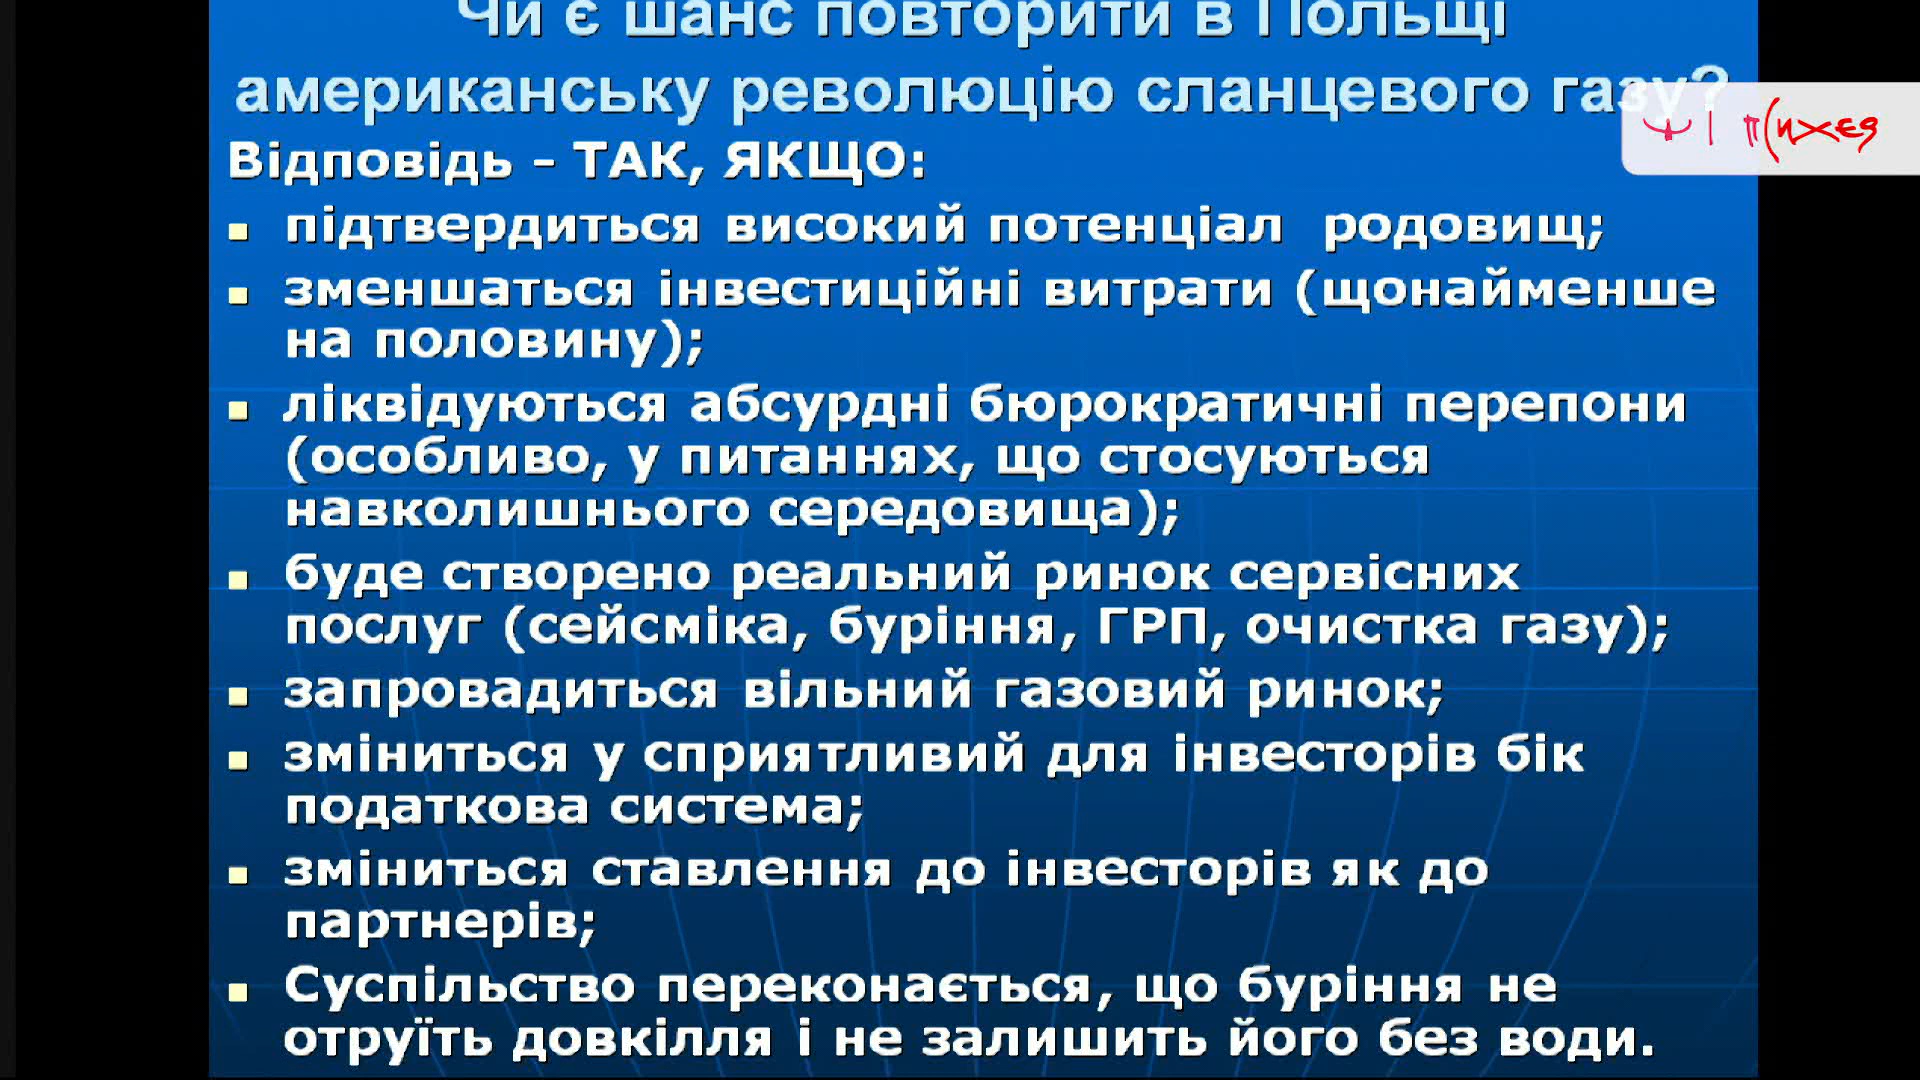 Чи є шанс повторити в Польщі
американську революцію сланцевого газу?
Відповідь – ТАК, ЯКЩО:
підтвердиться високий потенціал родовищ;
зменшаться інвестиційні витрати (щонайменше
на половину);
ліквідуються абсурдні бюрократичні перепони
(особливо, у питаннях, що стосуються
навколишнього середовища);
буде створено реальний ринок сервісних
послуг (сейсміка, буріння, ГРП, очистка газу);
запровадиться вільний газовий ринок;
зміниться у сприятливий для інвесторів бік
податкова система;
зміниться ставлення до інвесторів як до
партнерів;
Суспільство переконається, що буріння не
отруїть довкілля і не залишить його без води.